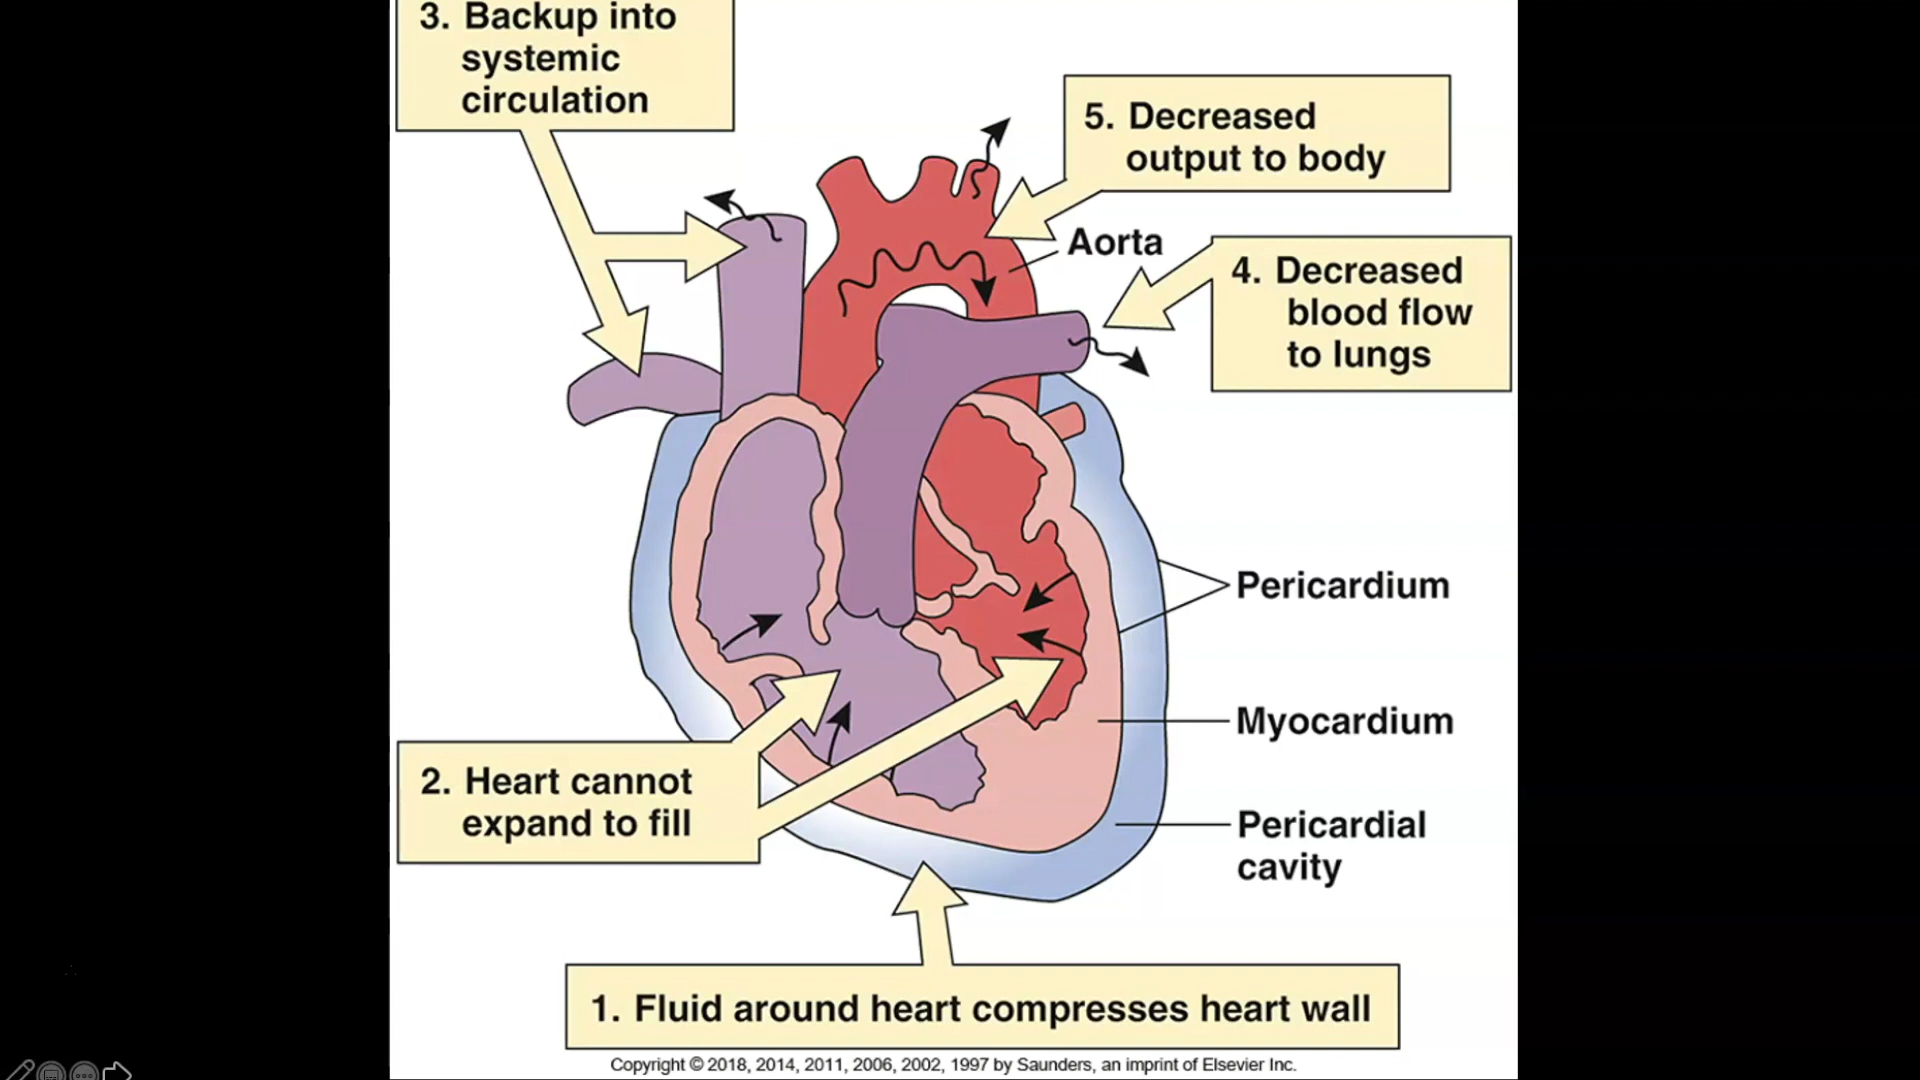 3. Backup into
systemic
circulation
5. Decreased
output to body
Aorta
4. Decreased
blood flow
to lungs
Pericardium
Myocardium
2. Heart cannot
expand to fill
Pericardial
cavity
1. Fluid around heart compresses heart wall
Copyright © 2018, 2014, 2011, 2006, 2002, 1997 by Saunders, an imprint of Elsevier Inc.